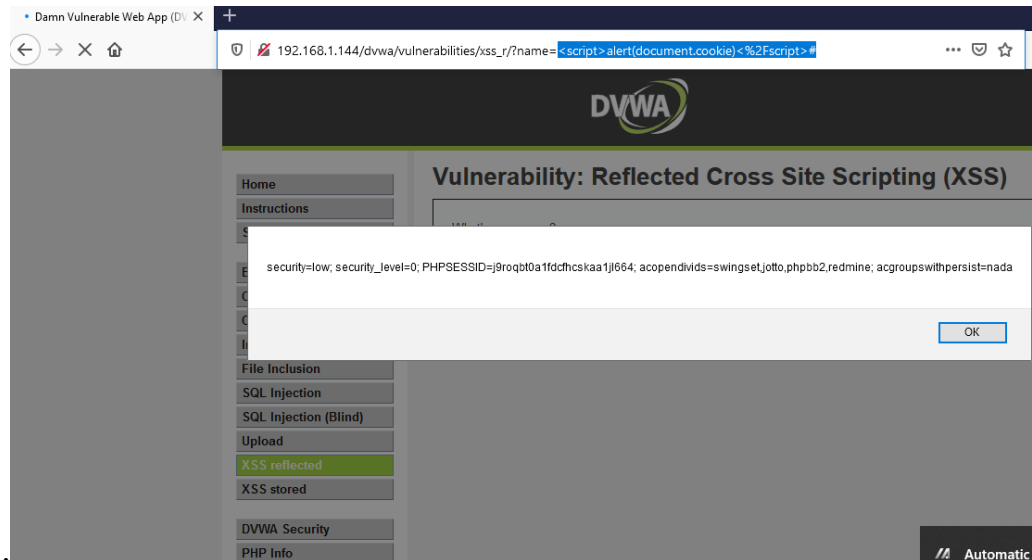 Damn Vulnerable Web App (DV
192.168.1.144/dvwa/vulnerabilities/xss_r/?name=<script>alert(document.cookie)<%2Fscript>#
DVWA
Home
Instructions
Vulnerability: Reflected Cross Site Scripting (XSS)
security=low; security_level=0; PHPSESSID=j9roqbt0a1fdcfhcskaa1jl664; acopendivids=swingset,jotto,phpbb2,redmine; acgroupswithpersist=nada
OK
File Inclusion
SQL Injection
SQL Injection (Blind)
Upload
XSS reflected
XSS stored
DVWA Security
PHP Info
Automatic